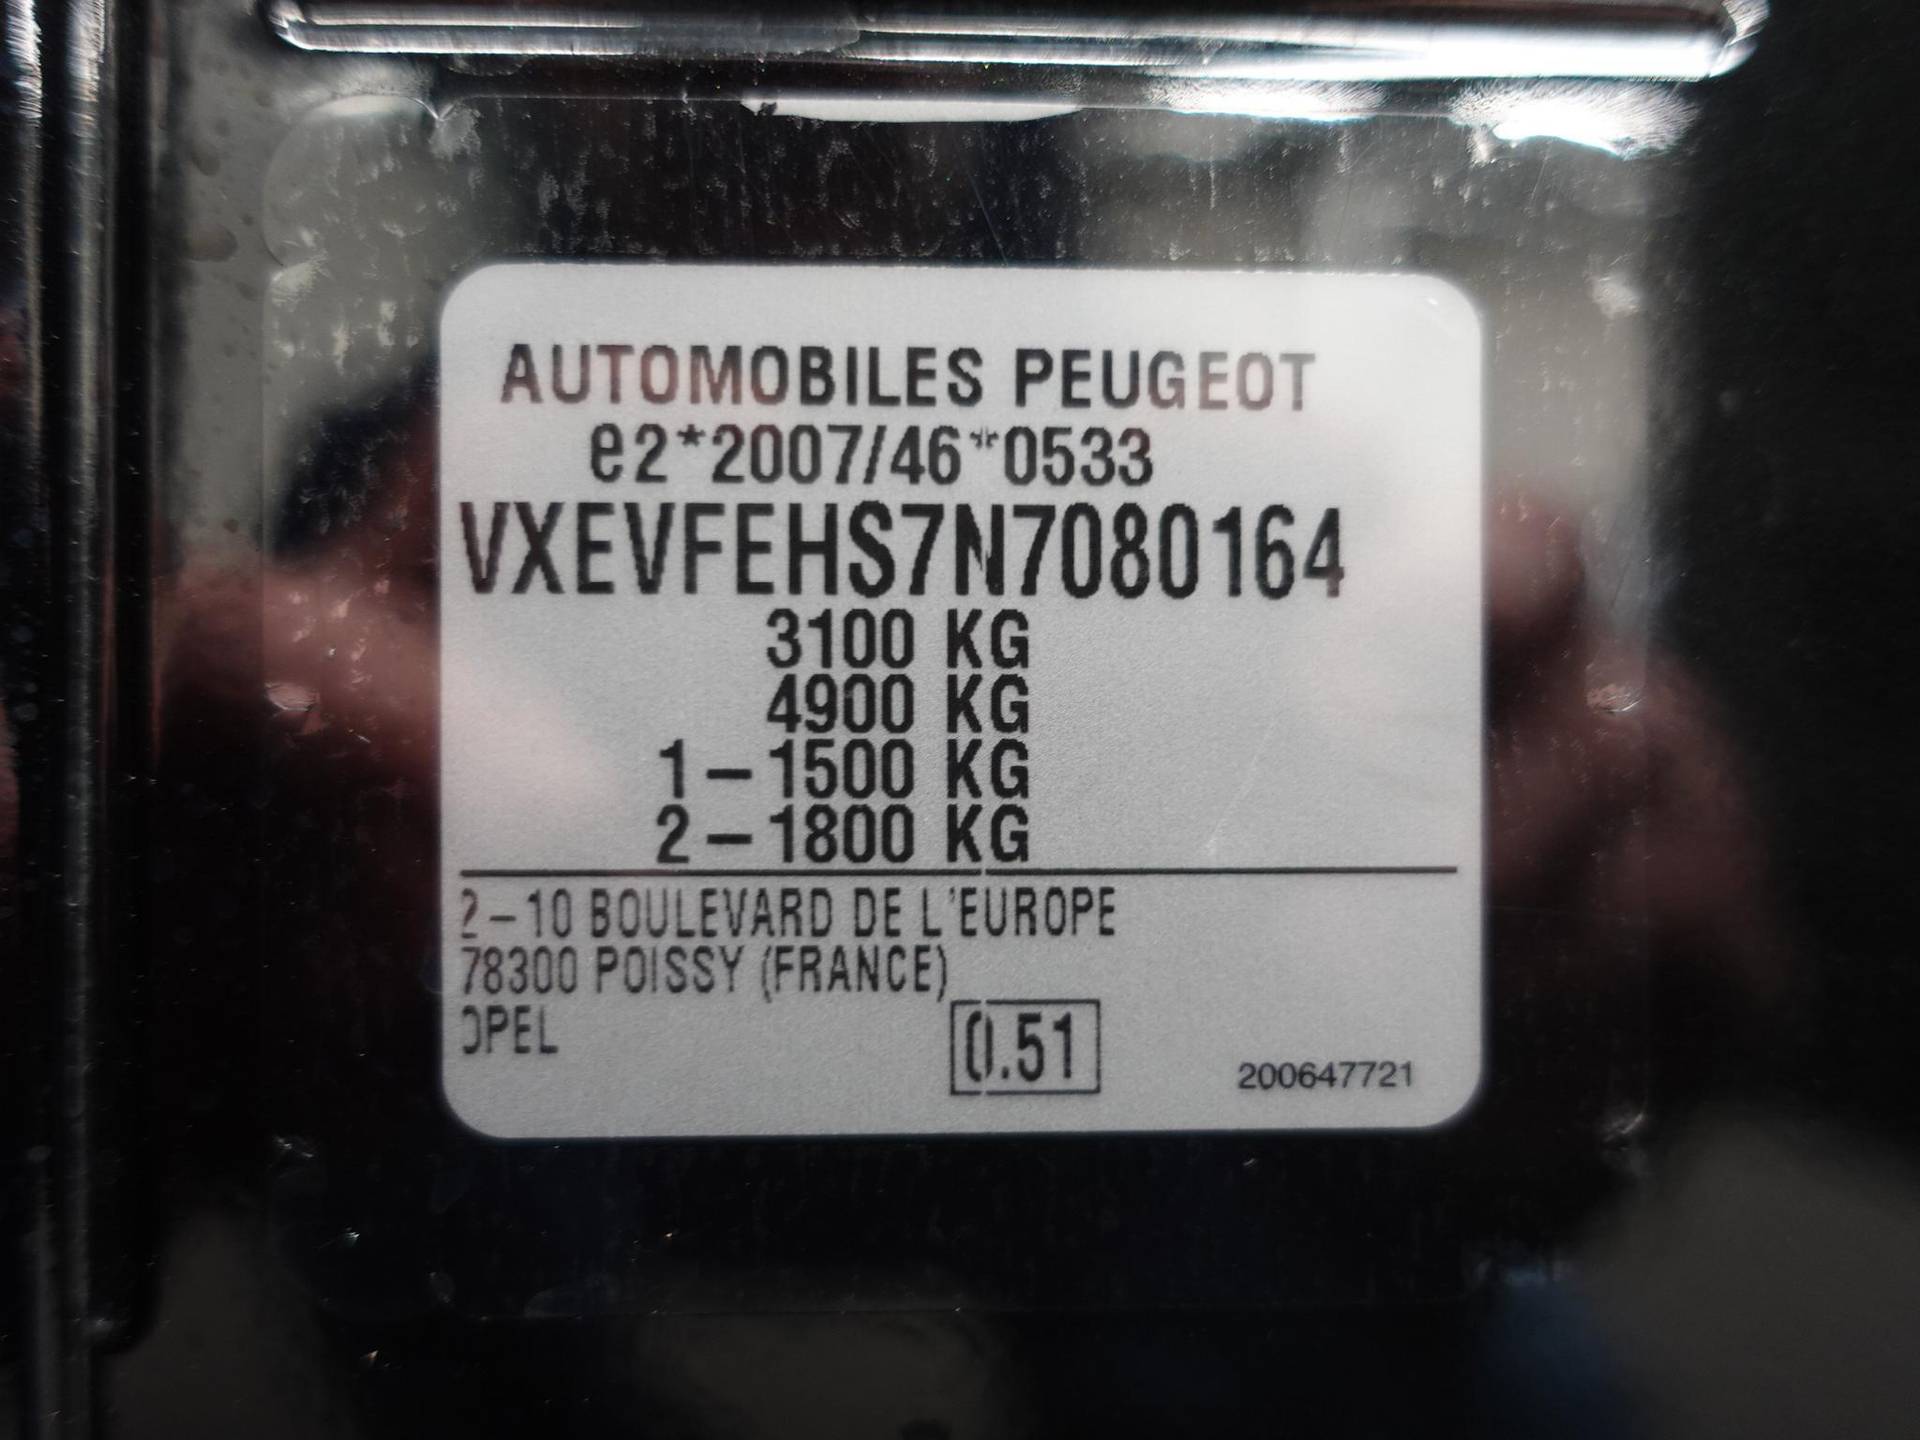 AUTOMOBILES PEUGEOT
e2*2007/46*0533
VXEVFEHS7N7080164
3100 KG
4900 KG
1-1500 KG
2-1800 KG
2-10 BOULEVARD DE L'EUROPE
78300 POISSY (FRANCE)
OPEL
0.51
200647721